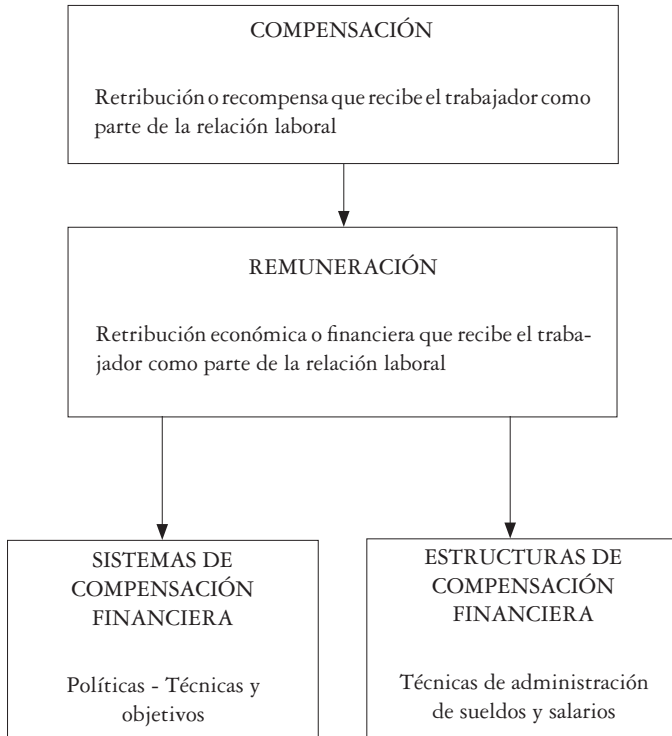 COMPENSACIÓN
Retribución o recompensa que recibe el trabajador como
parte de la relación laboral
REMUNERACIÓN
Retribución económica o financiera que recibe el traba-
jador como parte de la relación laboral
SISTEMAS DE
COMPENSACIÓN
FINANCIERA
Políticas - Técnicas y
objetivos
ESTRUCTURAS DE
COMPENSACIÓN
FINANCIERA
Técnicas de administración
de sueldos y salarios